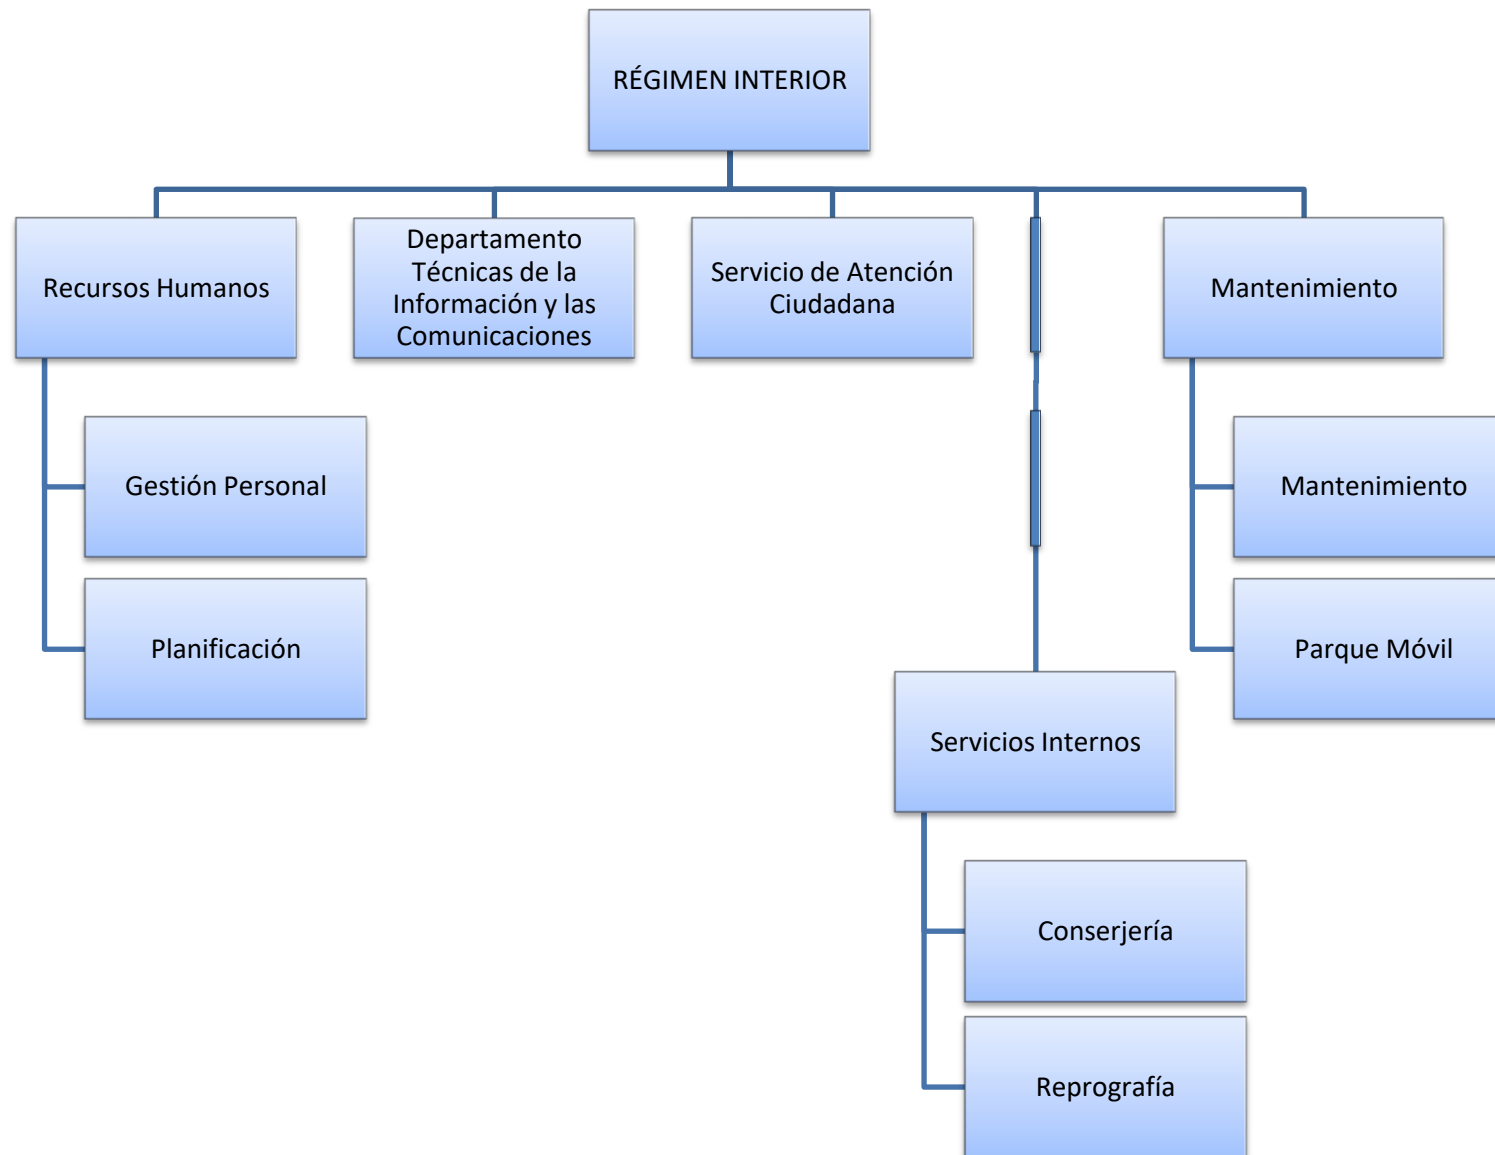 RÉGIMEN INTERIOR
Recursos Humanos
Departamento
Técnicas de la
Información y las
Comunicaciones
Servicio de Atención
Ciudadana
Mantenimiento
Gestión Personal
Mantenimiento
Planificación
Parque Móvil
Servicios Internos
Conserjería
Reprografía